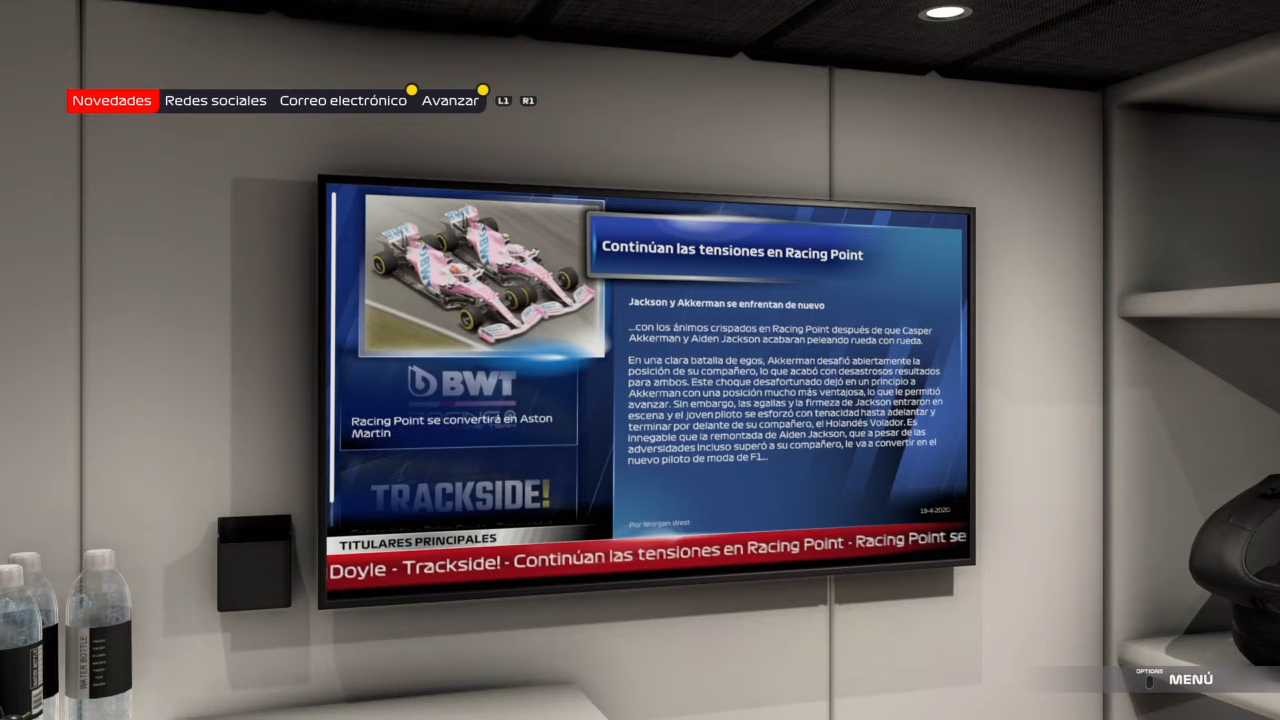 Novedades Redes sociales Correo electrónico Avanzar L1 R1
Continúan las tensiones en Racing Point
Jackson y Akkerman se enfrentan de nuevo
...con los ánimos crispados en Racing Point después de que Casper
Akkerman y Aiden Jackson acabaran peleando rueda con rueda.
En una clara batalla de egos, Akkerman desafió abiertamente la
posición de su compañero, lo que acabó con desastrosos resultados
para ambos. Este choque desafortunado dejó en un principio a
Akkerman con una posición mucho más ventajosa, lo que le permitió
avanzar. Sin embargo, las agallas y la firmeza de Jackson entraron en
escena y el joven piloto se esforzó con tenacidad hasta adelantar y
terminar por delante de su compañero, el Holandés Volador. Es
innegable que la remontada de Aiden Jackson, que a pesar de las
adversidades incluso superó a su compañero, le va a convertir en el
nuevo piloto de moda de F1...
19-4-2020
Por Morgan West
BWT
Racing Point se convertirá en Aston
Martin
TRACKSIDE!
TITULARES PRINCIPALES
Doyle - Trackside! - Continúan las tensiones en Racing Point - Racing Point se
WATER BOTTLE
OPTIONS
MENÚ